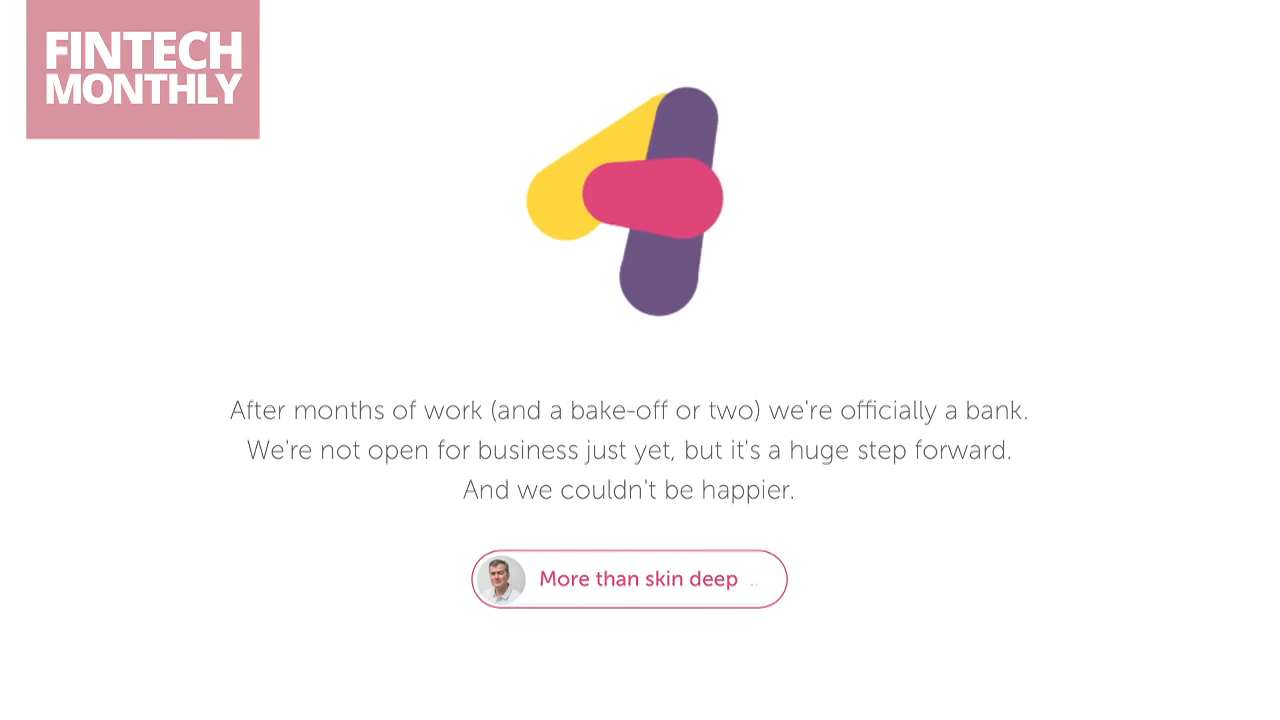 FINTECH
MONTHLY
After months of work (and a bake-off or two) we're officially a bank.
We're not open for business just yet, but it's a huge step forward.
And we couldn't be happier.
More than skin deep ..